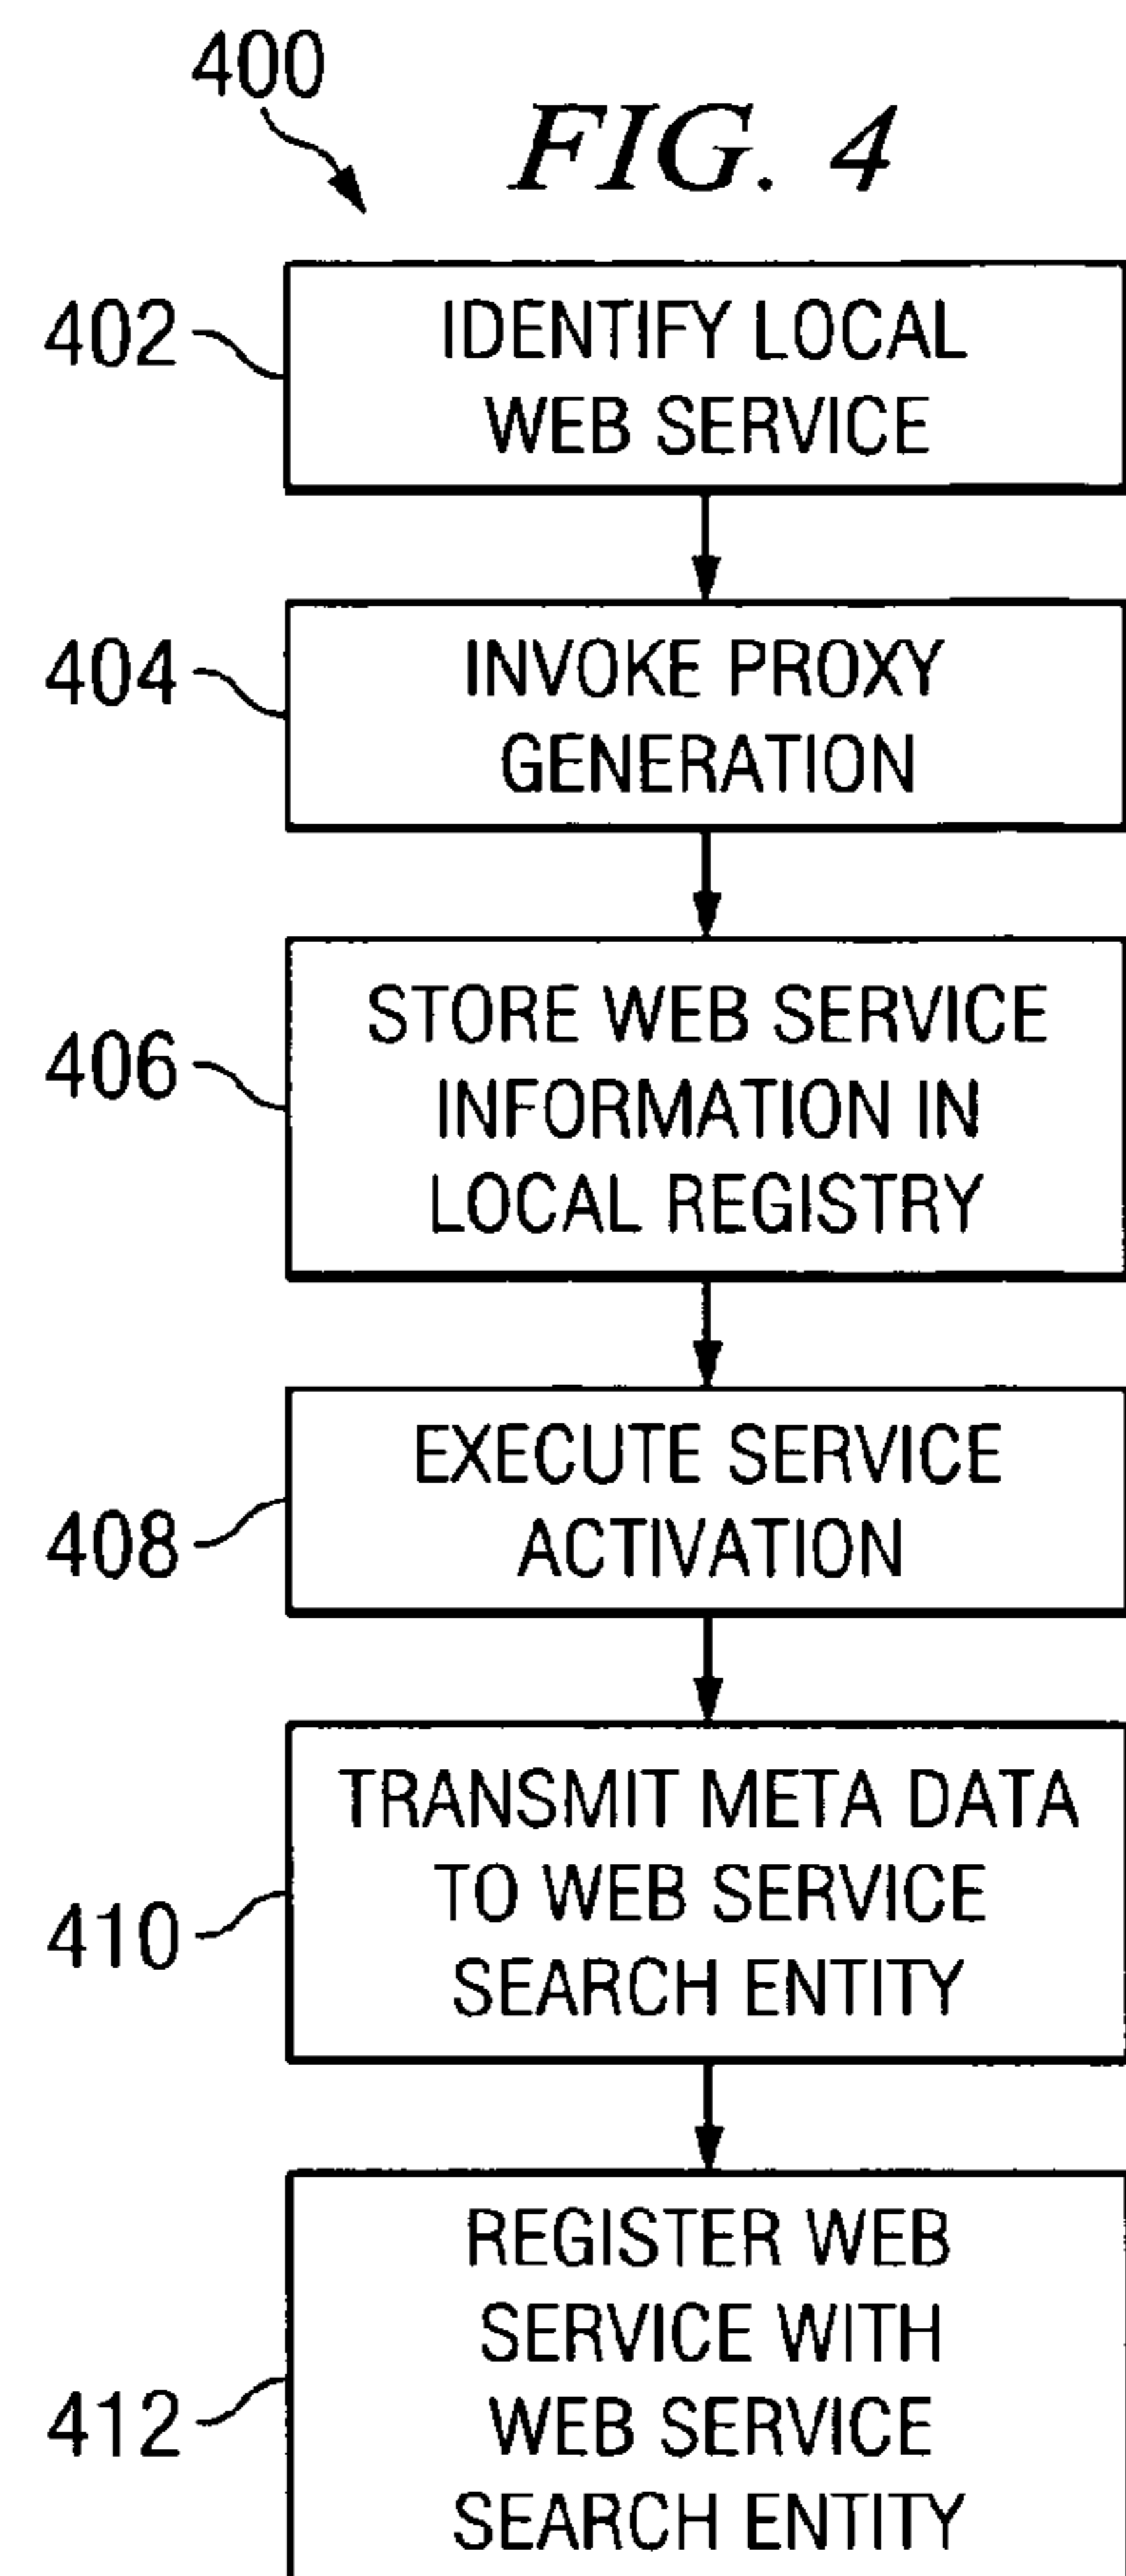 400
FIG. 4
402
IDENTIFY LOCAL
WEB SERVICE
404
INVOKE PROXY
GENERATION
406
STORE WEB SERVICE
INFORMATION IN
LOCAL REGISTRY
408
EXECUTE SERVICE
ACTIVATION
410
TRANSMIT META DATA
TO WEB SERVICE
SEARCH ENTITY
412
REGISTER WEB
SERVICE WITH
WEB SERVICE
SEARCH ENTITY